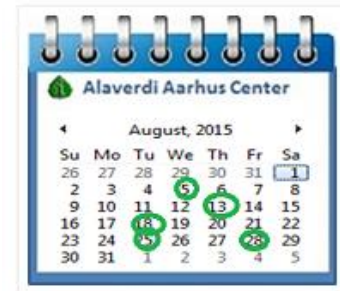 Alaverdi Aarhus Center
August, 2015
Su Mo Tu We Th Fr Sa
26 27 28 29 30 31 1
2 3 4 5 6 7 8
9 10 11 12 13 14 15
16 17 18 19 20 21 22
23 24 25 26 27 28 29
30 31 1 2 3 4 5